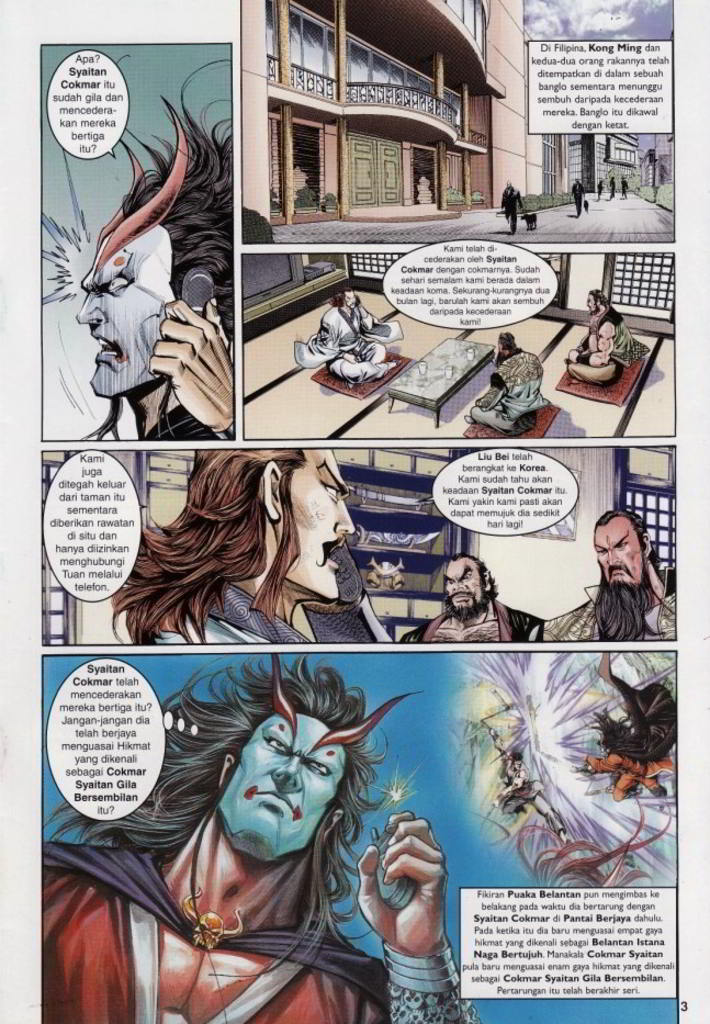 Apa?
Syaitan
Cokmar itu
sudah gila dan
mencedera-
kan mereka
bertiga
itu?
Di Filipina, Kong Ming dan
kedua-dua orang rakannya telah
ditempatkan di dalam sebuah
banglo sementara menunggu
sembuh daripada kecederaan
mereka. Banglo itu dikawal
dengan ketat.
Kami telah di-
cederakan oleh Syaitan
Cokmar dengan cokmarnya. Sudah
sehari semalam kami berada dalam
keadaan koma. Sekurang-kurangnya dua
bulan lagi, barulah kami akan sembuh
daripada kecederaan
kami!
Kami
juga
ditegah keluar
dari taman itu
sementara
diberikan rawatan
di situ dan
hanya diizinkan
menghubungi
Tuan melalui
telefon.
Liu Bei telah
berangkat ke Korea.
Kami sudah tahu akan
keadaan Syaitan Cokmar itu.
Kami yakin kami pasti akan
dapat memujuk dia sedikit
hari lagi!
Syaitan
Cokmar telah
mencederakan
mereka bertiga itu?
Jangan-jangan dia
telah berjaya
menguasai Hikmat
yang dikenali
sebagai Cokmar
Syaitan Gila
Bersembilan
itu?
Fikiran Puaka Belantan pun mengimbas ke
belakang pada waktu dia bertarung dengan
Syaitan Cokmar di Pantai Berjaya dahulu.
Pada ketika itu dia baru menguasai empat gaya
hikmat yang dikenali sebagai Belantan Istana
Naga Bertujuh. Manakala Cokmar Syaitan
pula baru menguasai enam gaya hikmat yang dikenali
sebagai Cokmar Syaitan Gila Bersembilan.
Pertarungan itu telah berakhir seri.
3